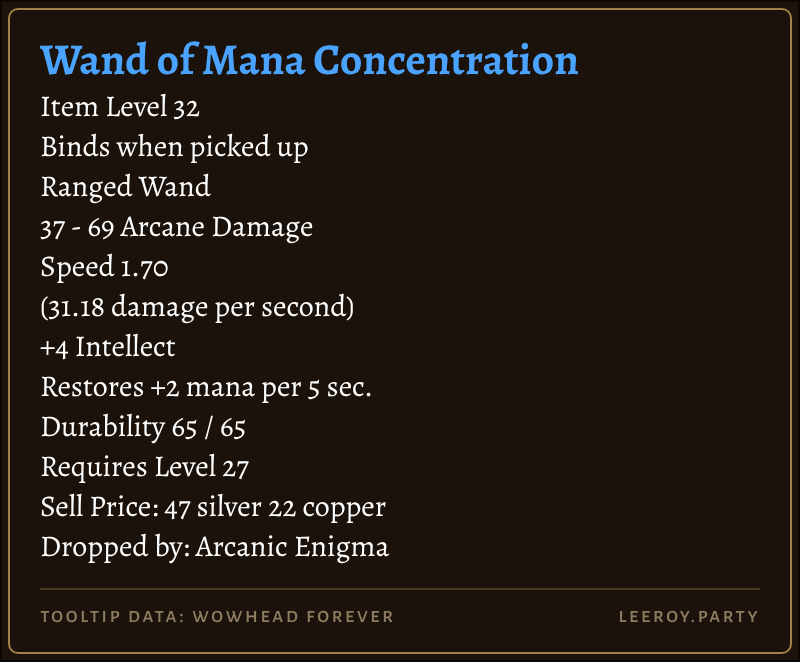 Wand of Mana Concentration
Item Level 32
Binds when picked up
Ranged Wand
37 - 69 Arcane Damage
Speed 1.70
(31.18 damage per second)
+4 Intellect
Restores +2 mana per 5 sec.
Durability 65 / 65
Requires Level 27
Sell Price: 47 silver 22 copper
Dropped by: Arcanic Enigma
TOOLTIP DATA: WOWHEAD FOREVER
LEEROY.PARTY